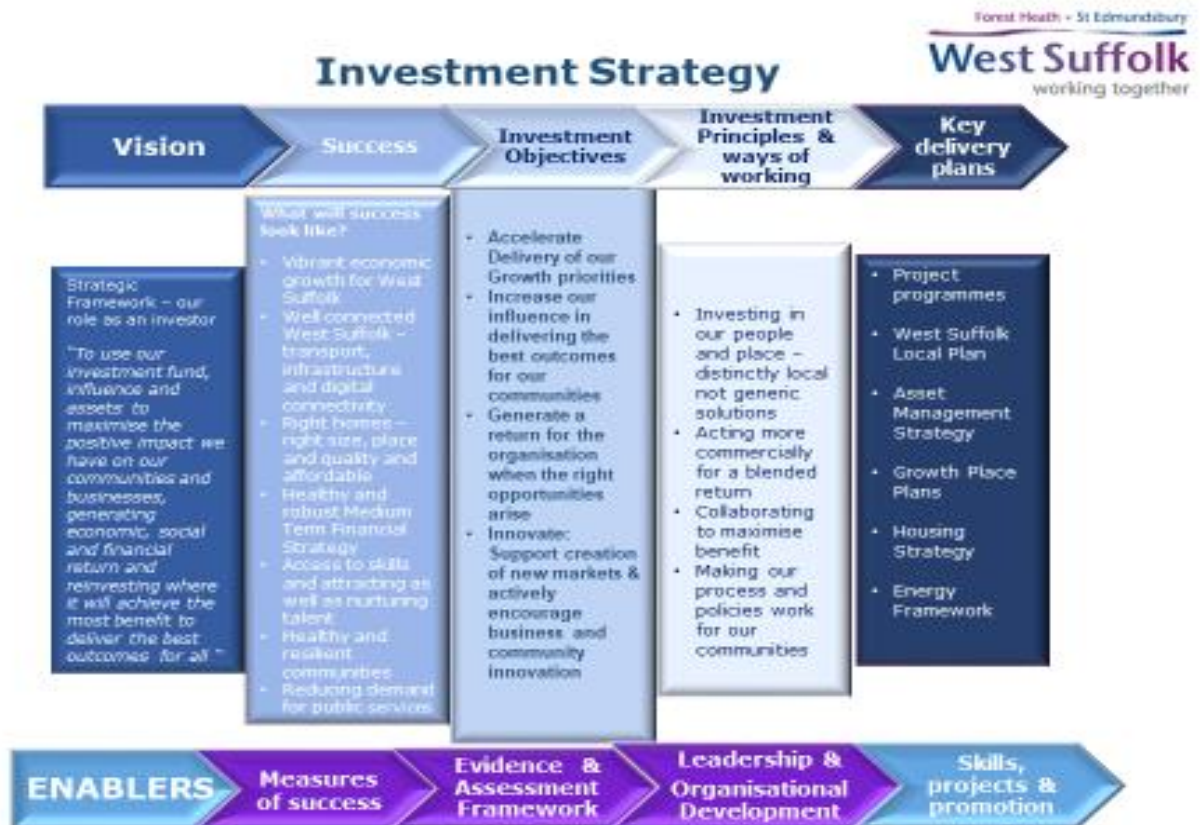 Forest Heath • St Edmundsbury
West Suffolk
working together
Investment Strategy
Vision
Success
Investment
Objectives
Investment
Principles &
ways of
working
Key
delivery
plans
Strategic
Framework – our
role as an investor
"To use our
investment fund,
influence and
assets to
maximise the
positive impact we
have on our
communities and
businesses,
generating
economic, social
and financial
return and
reinvesting where
it will achieve the
most benefit to
deliver the best
outcomes for all "
What will success
look like?
• Vibrant economic
growth for West
Suffolk
• Well connected
West Suffolk –
transport,
infrastructure
and digital
connectivity
• Right homes –
right size, place
and quality and
affordable
• Healthy and
robust Medium
Term Financial
Strategy
• Access to skills
and attracting as
well as nurturing
talent
• Healthy and
resilient
communities
• Reducing demand
for public services
• Accelerate
Delivery of our
Growth priorities
• Increase our
influence in
delivering the
best outcomes
for our
communities
• Generate a
return for the
organisation
when the right
opportunities
arise
• Innovate:
Support creation
of new markets &
actively
encourage
business and
community
innovation
• Investing in
our people
and place –
distinctly local
not generic
solutions
• Acting more
commercially
for a blended
return
• Collaborating
to maximise
benefit
• Making our
process and
policies work
for our
communities
• Project
programmes
• West Suffolk
Local Plan
• Asset
Management
Strategy
• Growth Place
Plans
• Housing
Strategy
• Energy
Framework
ENABLERS
Measures
of success
Evidence &
Assessment
Framework
Leadership &
Organisational
Development
Skills,
projects &
promotion